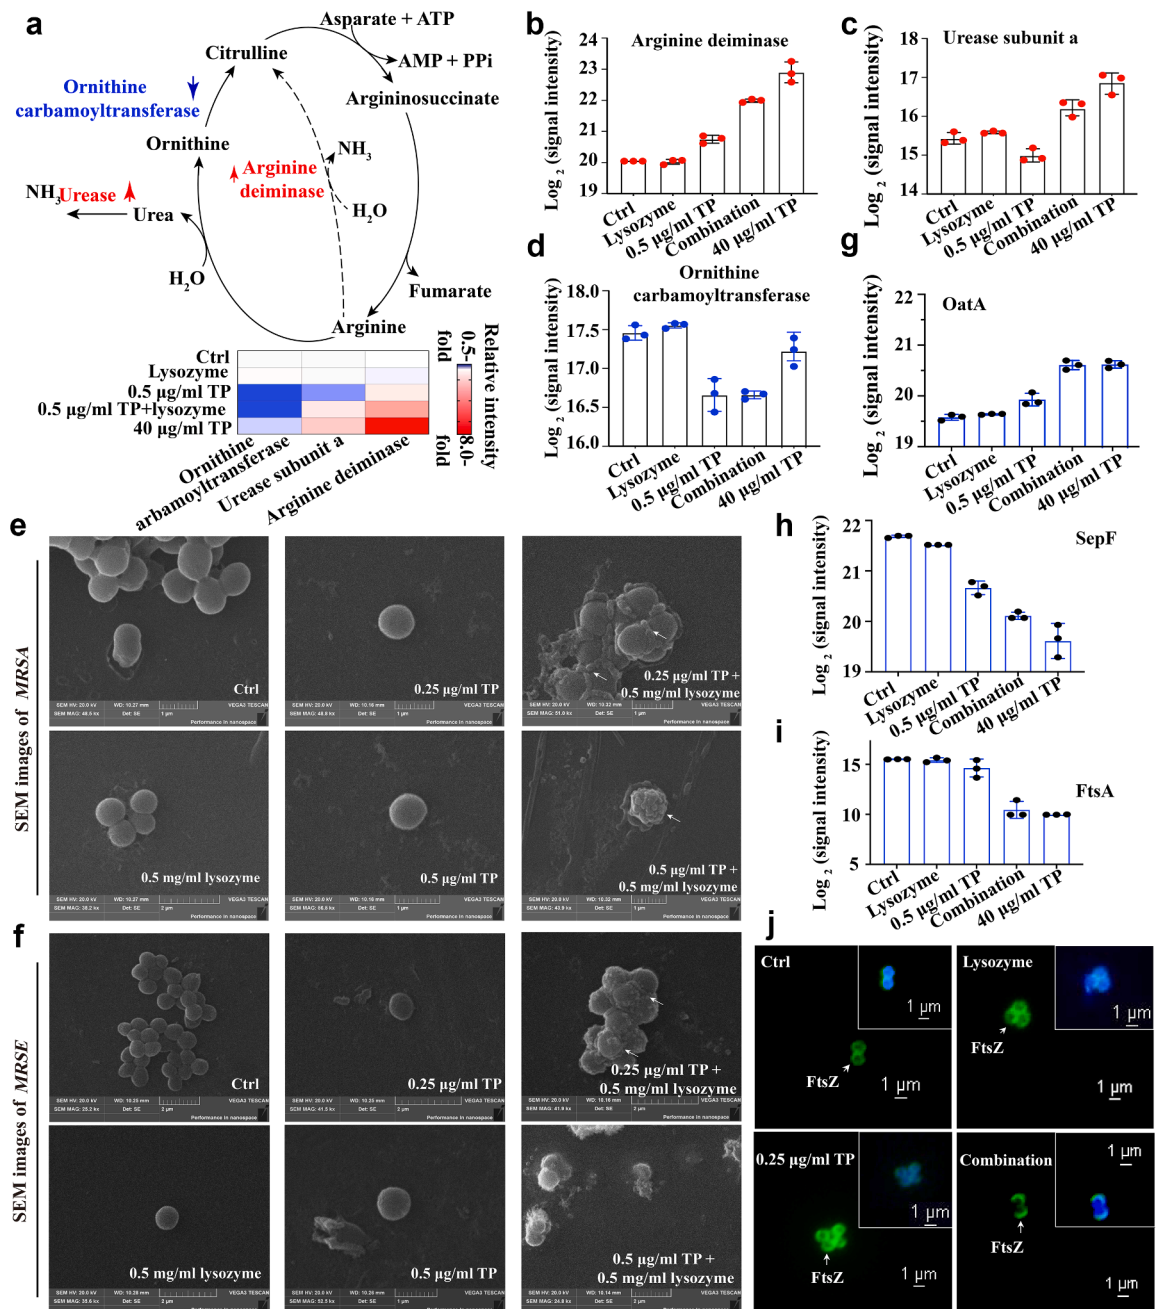 a
Asparate + ATP
Citrulline
AMP + PPi
Ornithine
carbamoyltransferase
Argininosuccinate
Ornithine
NH3
Arginine
deiminase
NH3
Urease
Urea
H2O
H2O
Fumarate
Arginine
Ctrl
Lysozyme
0.5 µg/ml TP
0.5 µg/ml TP+lysozyme
40 µg/ml TP
Ornithine
arbamoyltransferase
Urease subunit a
Arginine deiminase
0.5-
fold
8.0-
fold
Relative intensity
b
Arginine deiminase
Log 2 (signal intensity)
24
23
22
21
20
19
Ctrl
Lysozyme
0.5 µg/ml TP
Combination
40 µg/ml TP
c
Urease subunit a
Log 2 (signal intensity)
18
17
16
15
14
Ctrl
Lysozyme
0.5 µg/ml TP
Combination
40 µg/ml TP
d
Ornithine
carbamoyltransferase
Log 2 (signal intensity)
18.0
17.5
17.0
16.5
16.0
Ctrl
Lysozyme
0.5 µg/ml TP
Combination
40 µg/ml TP
g
OatA
Log 2 (signal intensity)
22
21
20
19
Ctrl
Lysozyme
0.5 µg/ml TP
Combination
40 µg/ml TP
e
SEM images of MRSA
Ctrl
0.25 µg/ml TP
0.25 µg/ml TP +
0.5 mg/ml lysozyme
0.5 mg/ml lysozyme
0.5 µg/ml TP
0.5 µg/ml TP +
0.5 mg/ml lysozyme
h
SepF
Log 2 (signal intensity)
22
21
20
19
Ctrl
Lysozyme
0.5 µg/ml TP
Combination
40 µg/ml TP
i
FtsA
Log 2 (signal intensity)
15
10
5
Ctrl
Lysozyme
0.5 µg/ml TP
Combination
40 µg/ml TP
f
SEM images of MRSE
Ctrl
0.25 µg/ml TP
0.25 µg/ml TP +
0.5 mg/ml lysozyme
0.5 mg/ml lysozyme
0.5 µg/ml TP
0.5 µg/ml TP +
0.5 mg/ml lysozyme
j
Ctrl
1 µm
FtsZ
1 µm
Lysozyme
1 µm
FtsZ
1 µm
0.25 µg/ml TP
1 µm
FtsZ
1 µm
Combination
1 µm
FtsZ
1 µm